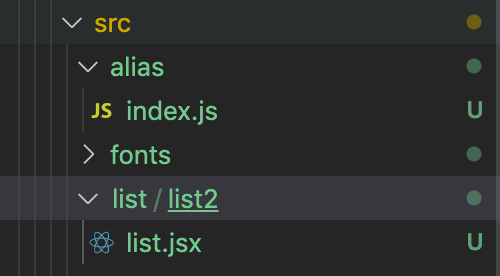 src
alias
JS index.js U
fonts
list / list2
list.jsx U